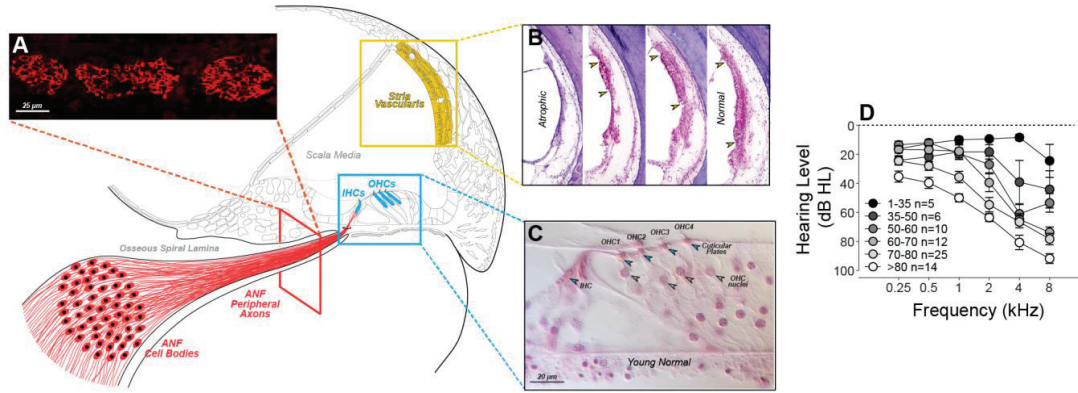 A
25 μm
Stria
Vascularis
Scala Media
IHCs
OHCs
Osseous Spiral Lamina
ANF
Peripheral
Axons
ANF
Cell Bodies
B
Atrophic
Normal
C
OHC1
OHC2
OHC3
OHC4
Cuticular
Plates
IHC
OHC
nuclei
Young Normal
20 μm
D
Hearing Level
(dB HL)
0
20
40
60
80
100
1-35 n=5
35-50 n=6
50-60 n=10
60-70 n=12
70-80 n=25
>80 n=14
0.25 0.5 1 2 4 8
Frequency (kHz)